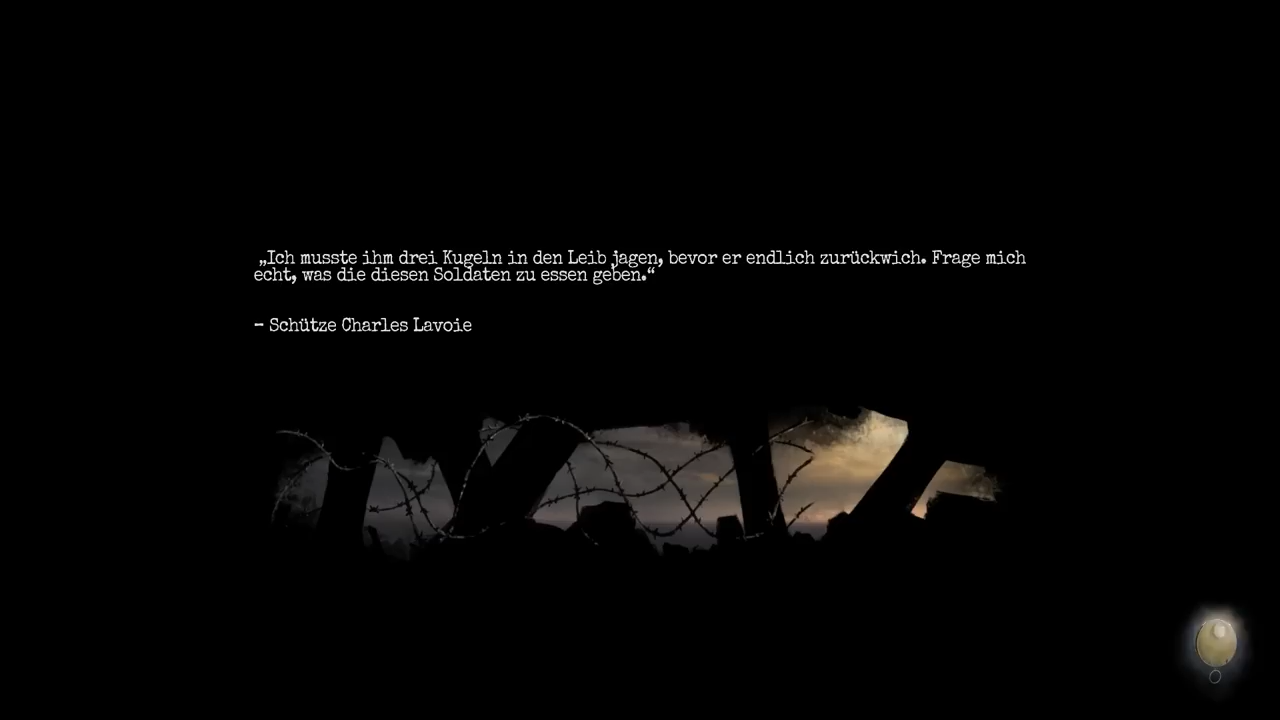 „Ich musste ihm drei Kugeln in den Leib jagen, bevor er endlich zurückwich. Frage mich
echt, was die diesen Soldaten zu essen geben.“
– Schütze Charles Lavoie